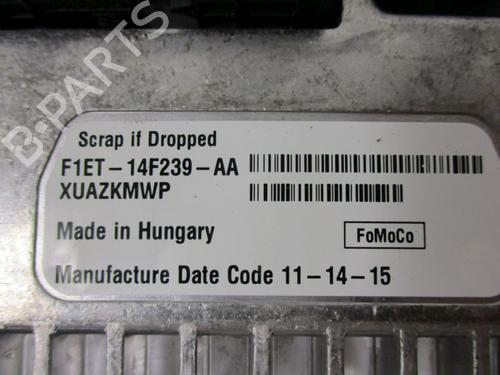 B-PARTS
Scrap if Dropped
F1ET-14F239-AA
XUAZKMWP
Made in Hungary
FoMoCo
Manufacture Date Code 11-14-15